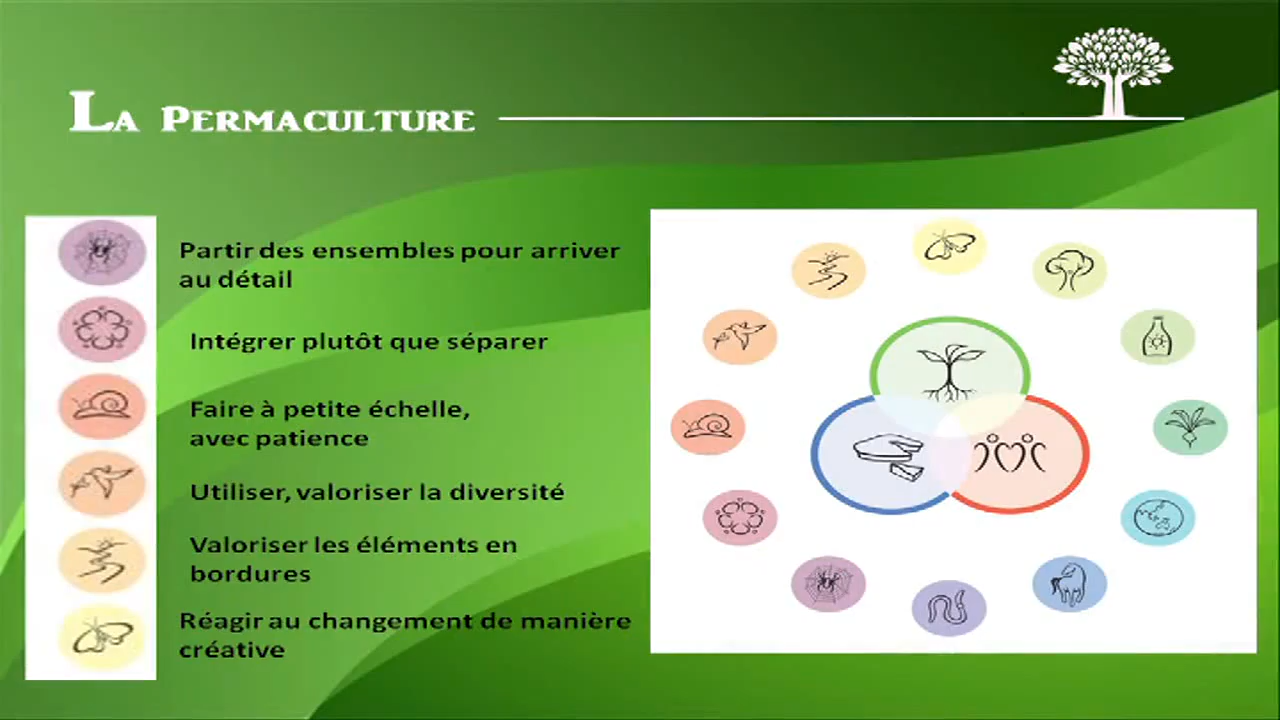 La Permaculture
Partir des ensembles pour arriver
au détail
Intégrer plutôt que séparer
Faire à petite échelle,
avec patience
Utiliser, valoriser la diversité
Valoriser les éléments en
bordures
Réagir au changement de manière
créative